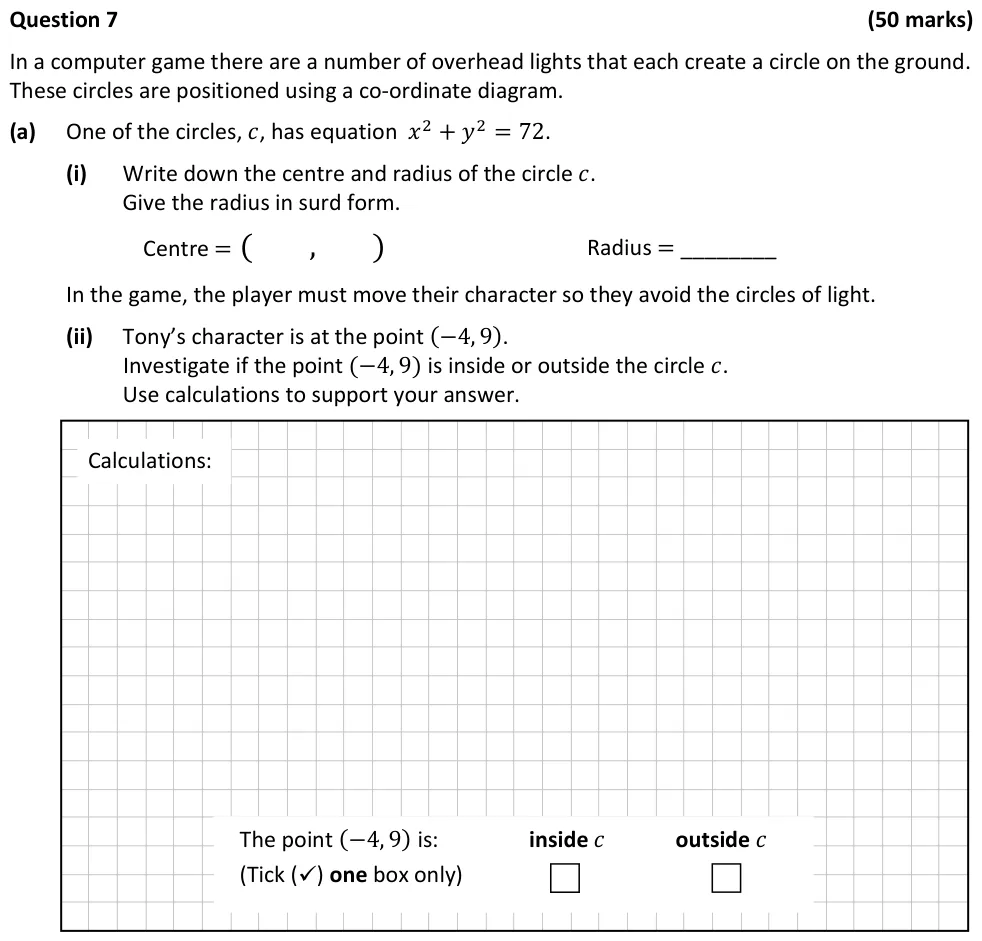 Question 7 (50 marks)
In a computer game there are a number of overhead lights that each create a circle on the ground.
These circles are positioned using a co-ordinate diagram.
(a) One of the circles, c, has equation x² + y² = 72.
(i) Write down the centre and radius of the circle c.
Give the radius in surd form.
Centre = ( , ) Radius = ________
In the game, the player must move their character so they avoid the circles of light.
(ii) Tony’s character is at the point (−4, 9).
Investigate if the point (−4, 9) is inside or outside the circle c.
Use calculations to support your answer.
Calculations:
The point (−4, 9) is: inside c outside c
(Tick (✓) one box only)